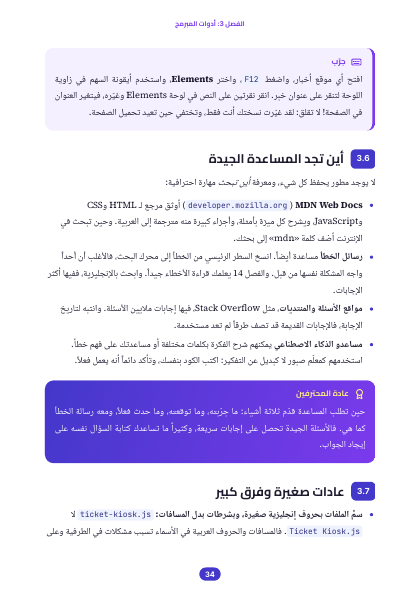 الفصل 3: أدوات المبرمج
جرّب
افتح أي موقع أخبار، واضغط F12، واختر Elements، واستخدم أيقونة السهم في زاوية
اللوحة لتنقر على عنوان خبر. انقر نقرتين على النص في لوحة Elements وغيّره، فيتغير العنوان
في الصفحة! لا تقلق: لقد غيّرت نسختك أنت فقط، وتختفي حين تعيد تحميل الصفحة.
3.6 أين تجد المساعدة الجيدة
لا يوجد مطور يحفظ كل شيء، ومعرفة أين تبحث مهارة احترافية:
• MDN Web Docs (developer.mozilla.org) أوثق مرجع لـ HTML وCSS
وJavaScript، ويشرح كل ميزة بأمثلة، وأجزاء كبيرة منه مترجمة إلى العربية. وحين تبحث في
الإنترنت أضف كلمة «mdn» إلى بحثك.
• رسائل الخطأ مساعدة أيضاً. انسخ السطر الرئيسي من الخطأ إلى محرك البحث، فالأغلب أن أحداً
واجه المشكلة نفسها من قبل. والفصل 14 يعلمك قراءة الأخطاء جيداً. وابحث بالإنجليزية، ففيها أكثر
الإجابات.
• مواقع الأسئلة والمنتديات، مثل Stack Overflow، فيها إجابات ملايين الأسئلة. وانتبه لتاريخ
الإجابة، فالإجابات القديمة قد تصف طرقاً لم تعد مستخدمة.
• مساعدو الذكاء الاصطناعي يمكنهم شرح الفكرة بكلمات مختلفة أو مساعدتك على فهم خطأ.
استخدمهم كمعلّم صبور لا كبديل عن التفكير: اكتب الكود بنفسك، وتأكد دائماً أنه يعمل فعلاً.
عادة المحترفين
حين تطلب المساعدة قدّم ثلاثة أشياء: ما جرّبته، وما توقعته، وما حدث فعلاً، ومعه رسالة الخطأ
كما هي. فالأسئلة الجيدة تحصل على إجابات سريعة، وكثيراً ما تساعدك كتابة السؤال نفسه على
إيجاد الجواب.
3.7 عادات صغيرة وفرق كبير
• سمِّ الملفات بحروف إنجليزية صغيرة، وبشرطات بدل المسافات: ticket-kiosk.js لا
Ticket Kiosk.js. فالمسافات والحروف العربية في الأسماء تسبب مشكلات في الطرفية وعلى
34